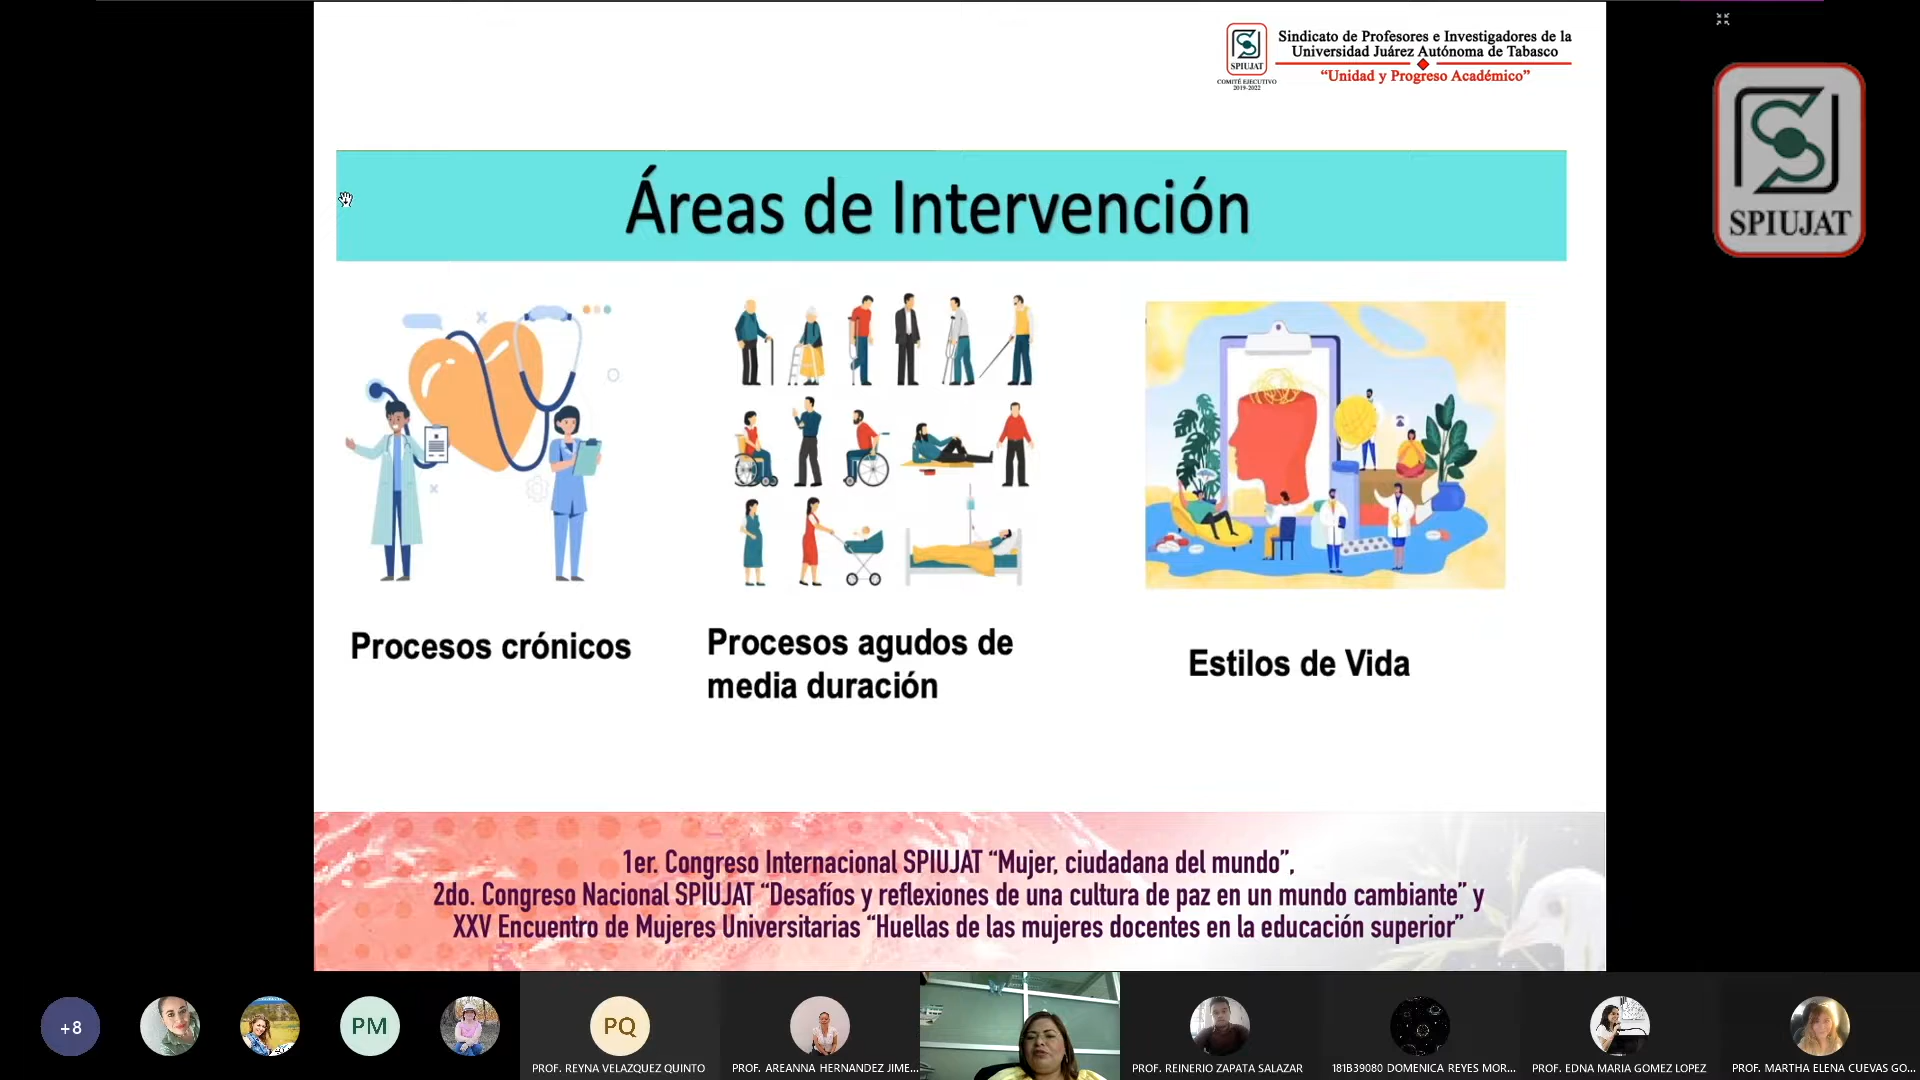 SPIUJAT
COMITÉ EJECUTIVO
2019-2022
Sindicato de Profesores e Investigadores de la
Universidad Juárez Autónoma de Tabasco
“Unidad y Progreso Académico”
SPIUJAT
Áreas de Intervención
Procesos crónicos
Procesos agudos de
media duración
Estilos de Vida
1er. Congreso Internacional SPIUJAT “Mujer, ciudadana del mundo”,
2do. Congreso Nacional SPIUJAT “Desafíos y reflexiones de una cultura de paz en un mundo cambiante” y
XXV Encuentro de Mujeres Universitarias “Huellas de las mujeres docentes en la educación superior”
+8
PM
PQ
PROF. REYNA VELAZQUEZ QUINTO
PROF. AREANNA HERNANDEZ JIME...
PROF. REINERIO ZAPATA SALAZAR
181B39080 DOMENICA REYES MOR...
PROF. EDNA MARIA GOMEZ LOPEZ
PROF. MARTHA ELENA CUEVAS GO...